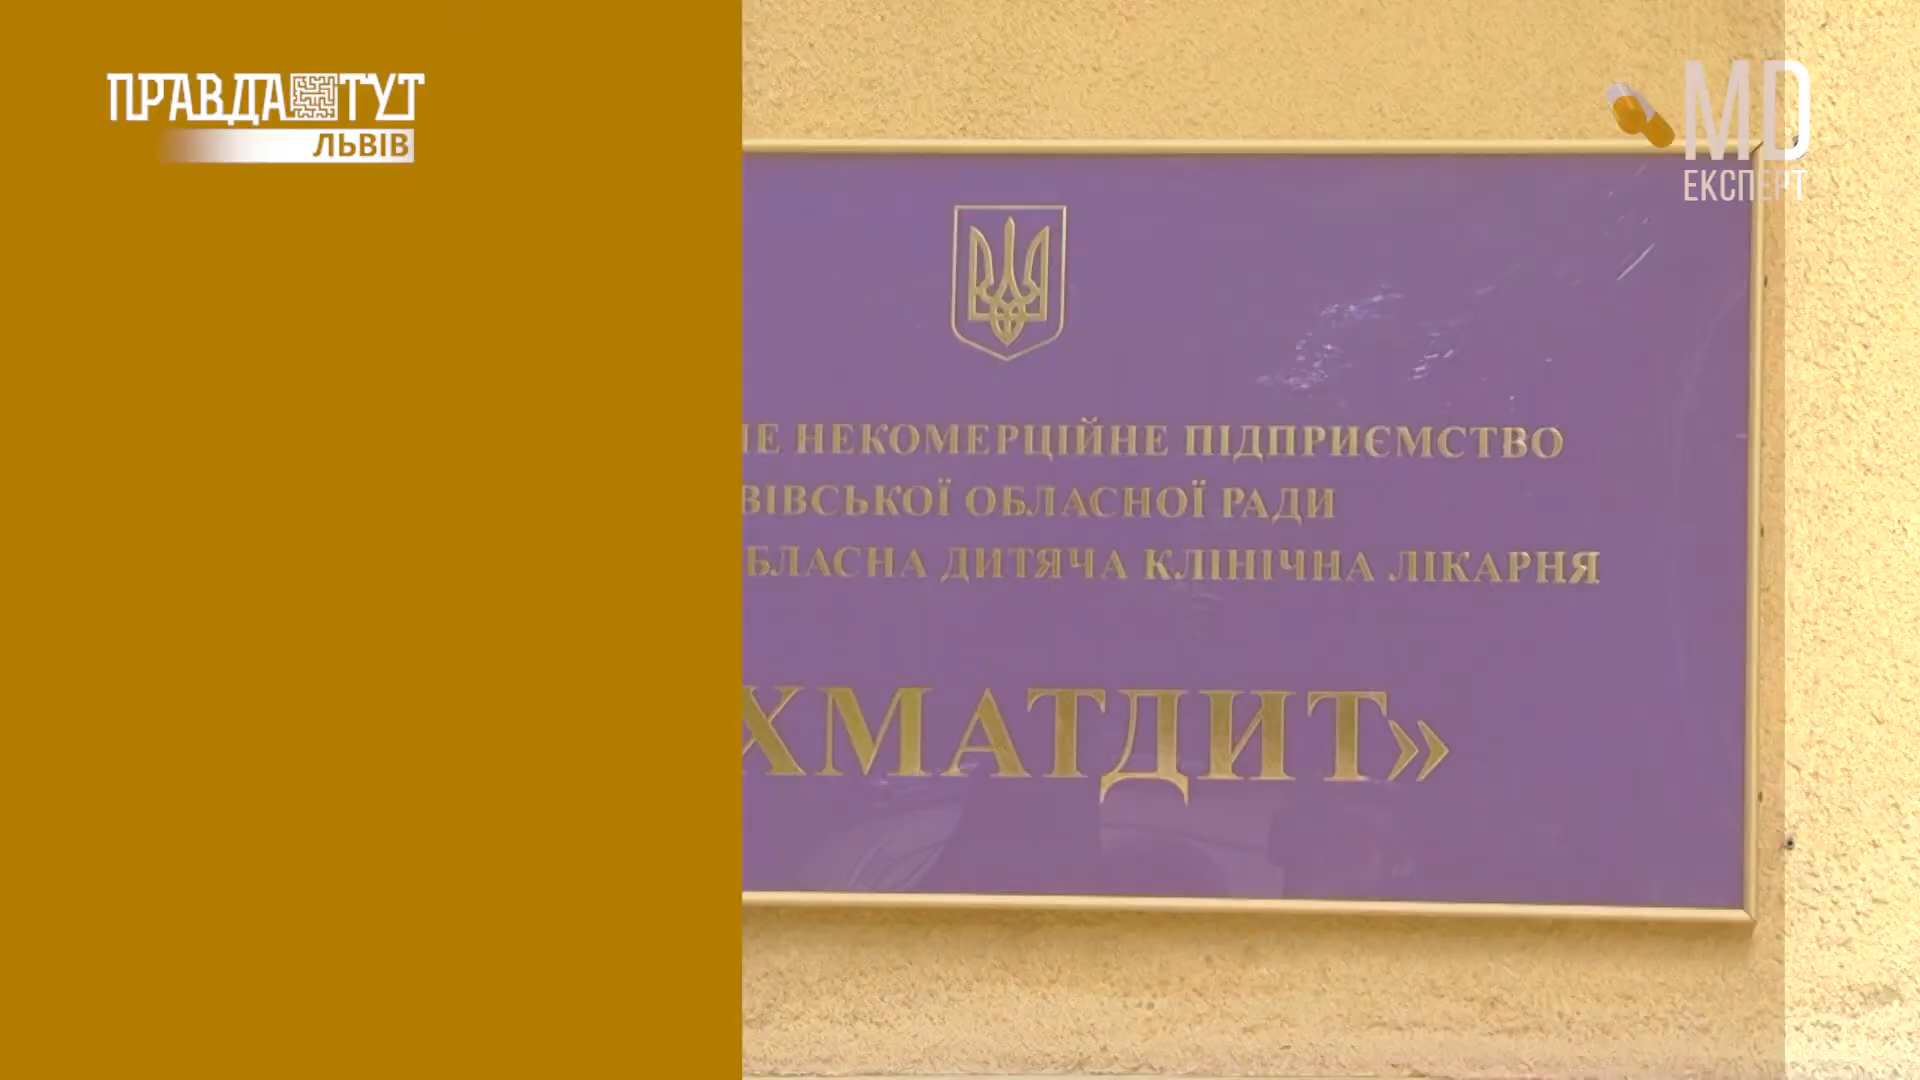 ПРАВДА ТУТ
ЛЬВІВ
MD
ЕКСПЕРТ
НЕКОМЕРЦІЙНЕ ПІДПРИЄМСТВО
ОБЛАСНОЇ РАДИ
ДИТЯЧА КЛІНІЧНА ЛІКАРНЯ